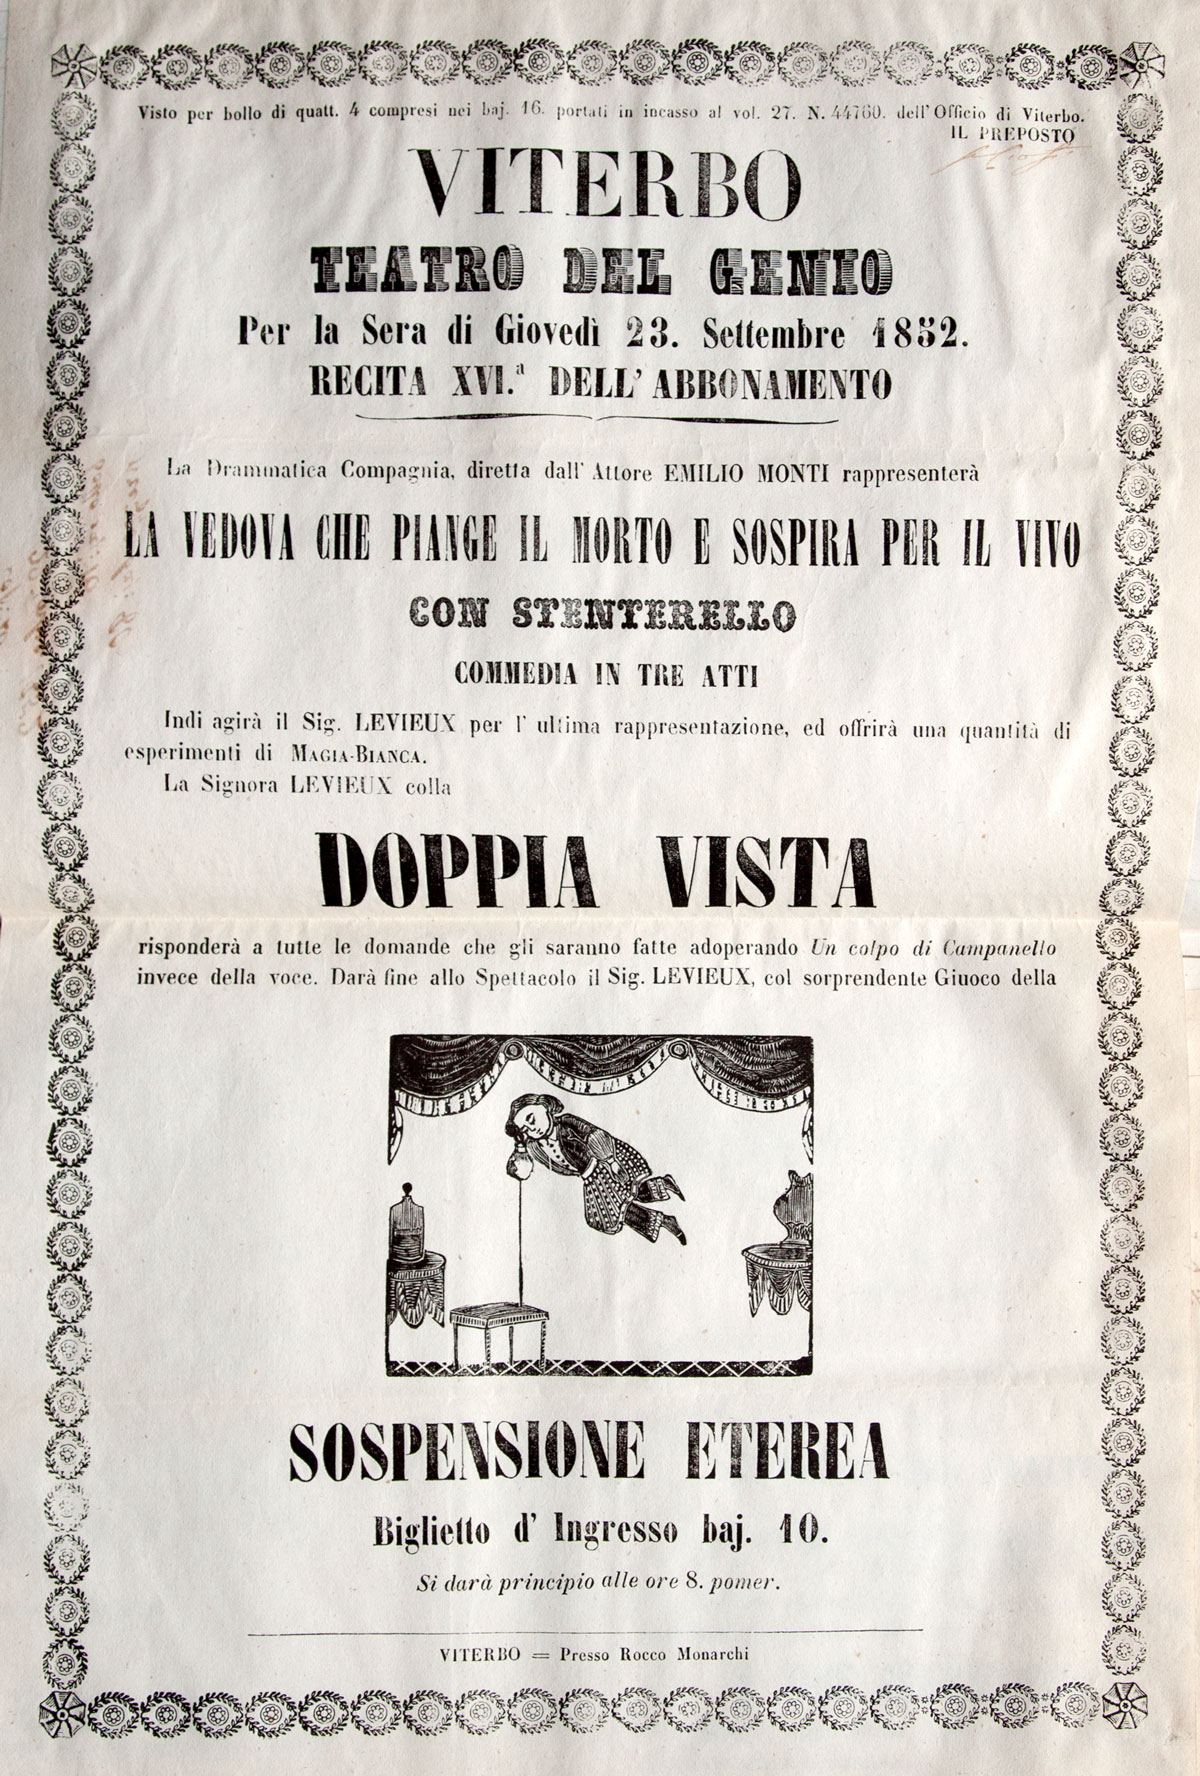 Visto per bollo di quatt. 4 compresi nei baj. 16. portati in incasso al vol. 27. N. 44760. dell' Officio di Viterbo.
IL PREPOSTO
VITERBO
TEATRO DEL GENIO
Per la Sera di Giovedì 23. Settembre 1852.
RECITA XVI.ª DELL' ABBONAMENTO
La Drammatica Compagnia, diretta dall' Attore EMILIO MONTI rappresenterà
LA VEDOVA CHE PIANGE IL MORTO E SOSPIRA PER IL VIVO
CON STENTERELLO
COMMEDIA IN TRE ATTI
Indi agirà il Sig. LEVIEUX per l' ultima rappresentazione, ed offrirà una quantità di
esperimenti di MAGIA-BIANCA.
La Signora LEVIEUX colla
DOPPIA VISTA
risponderà a tutte le domande che gli saranno fatte adoperando Un colpo di Campanello
invece della voce. Darà fine allo Spettacolo il Sig. LEVIEUX, col sorprendente Giuoco della
SOSPENSIONE ETEREA
Biglietto d' Ingresso baj. 10.
Si darà principio alle ore 8. pomer.
VITERBO = Presso Rocco Monarchi